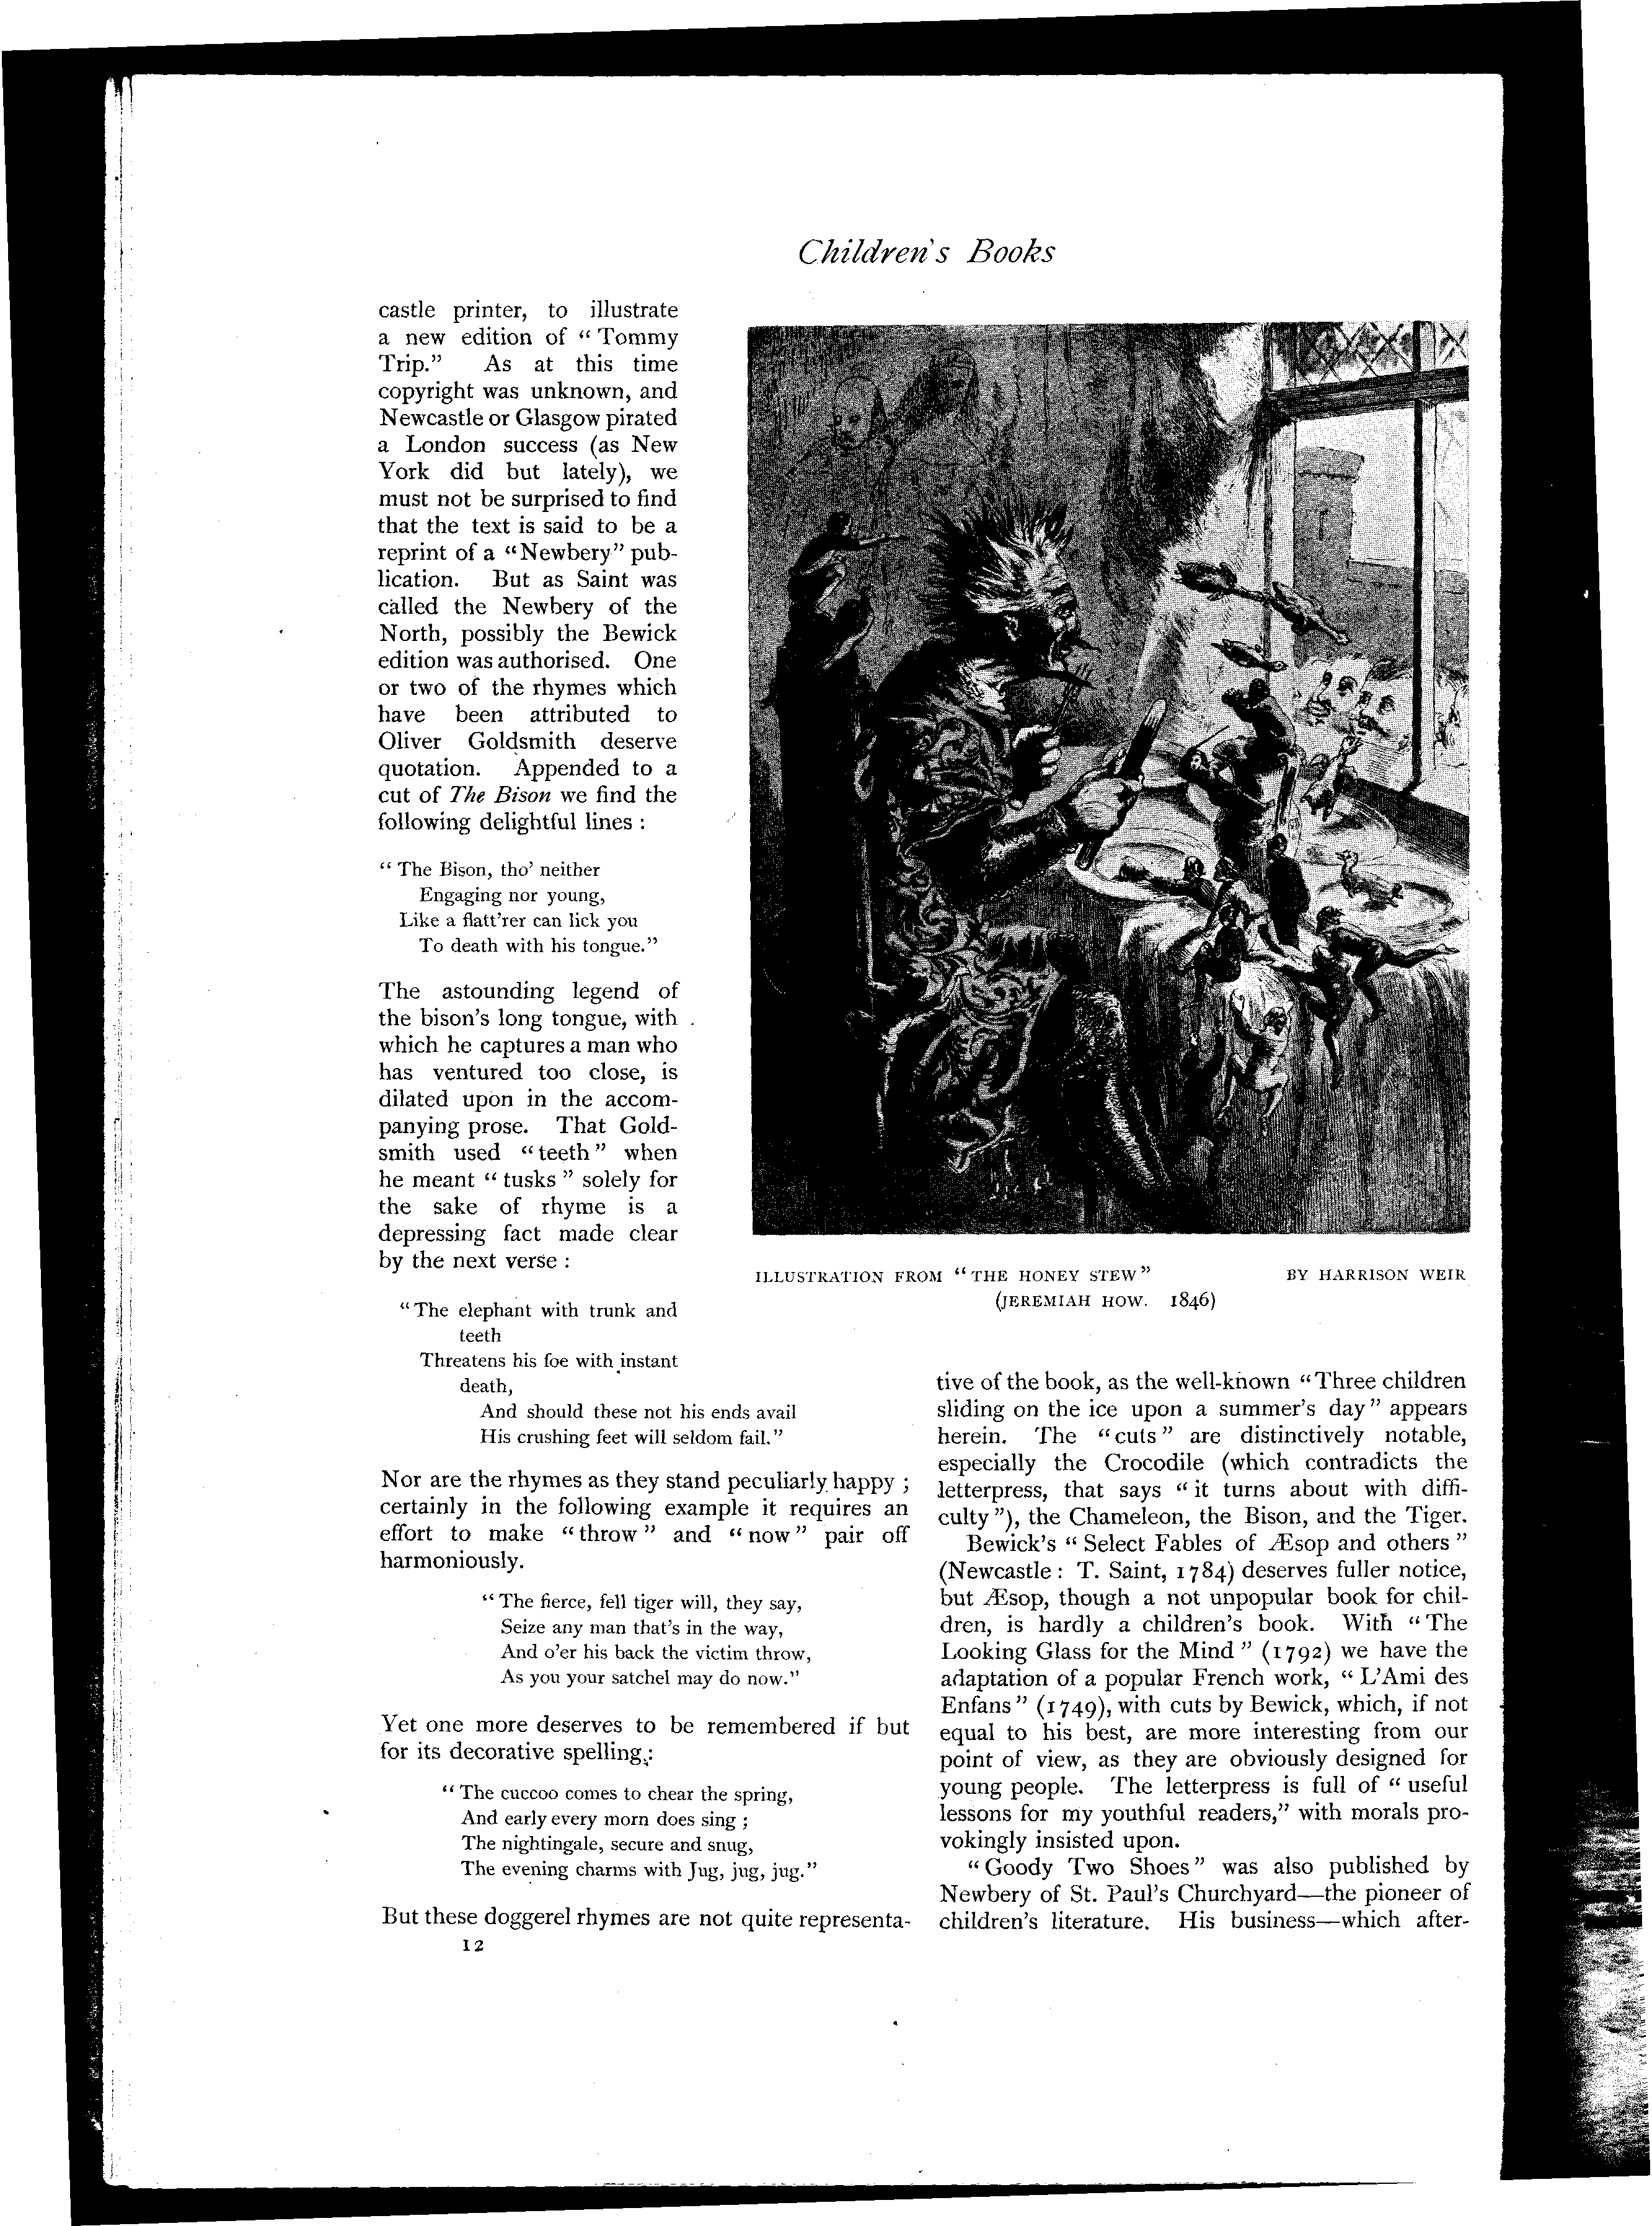 Children's Books
castle printer, to illustrate
a new edition of “Tommy
Trip.” As at this time
copyright was unknown, and
Newcastle or Glasgow pirated
a London success (as New
York did but lately), we
must not be surprised to find
that the text is said to be a
reprint of a “Newbery” pub-
lication. But as Saint was
called the Newbery of the
North, possibly the Bewick
edition was authorised. One
or two of the rhymes which
have been attributed to
Oliver Goldsmith deserve
quotation. Appended to a
cut of The Bison we find the
following delightful lines :
“ The Bison, tho’ neither
Engaging nor young,
Like a flatt’rer can lick you
To death with his tongue.”
The astounding legend of
the bison’s long tongue, with
which he captures a man who
has ventured too close, is
dilated upon in the accom-
panying prose. That Gold-
smith used “teeth” when
he meant “tusks” solely for
the sake of rhyme is a
depressing fact made clear
by the next verse :
“The elephant with trunk and
teeth
Threatens his foe with instant
death,
And should these not his ends avail
His crushing feet will seldom fail.”
Nor are the rhymes as they stand peculiarly happy ;
certainly in the following example it requires an
effort to make “throw” and “now” pair off
harmoniously.
“ The fierce, fell tiger will, they say,
Seize any man that’s in the way,
And o’er his back the victim throw,
As you your satchel may do now.”
Yet one more deserves to be remembered if but
for its decorative spelling :
“ The cuccoo comes to chear the spring,
And early every morn does sing ;
The nightingale, secure and snug,
The evening charms with Jug, jug, jug.”
But these doggerel rhymes are not quite representa-
12
ILLUSTRATION FROM “THE HONEY STEW” BY HARRISON WEIR
(JEREMIAH HOW. 1846)
tive of the book, as the well-known “Three children
sliding on the ice upon a summer’s day” appears
herein. The “cuts” are distinctively notable,
especially the Crocodile (which contradicts the
letterpress, that says “it turns about with diffi-
culty”), the Chameleon, the Bison, and the Tiger.
Bewick’s “Select Fables of Æsop and others”
(Newcastle : T. Saint, 1784) deserves fuller notice,
but Æsop, though a not unpopular book for chil-
dren, is hardly a children’s book. With “The
Looking Glass for the Mind” (1792) we have the
adaptation of a popular French work, “L’Ami des
Enfans” (1749), with cuts by Bewick, which, if not
equal to his best, are more interesting from our
point of view, as they are obviously designed for
young people. The letterpress is full of “useful
lessons for my youthful readers,” with morals pro-
vokingly insisted upon.
“Goody Two Shoes” was also published by
Newbery of St. Paul’s Churchyard—the pioneer of
children’s literature. His business—which after-